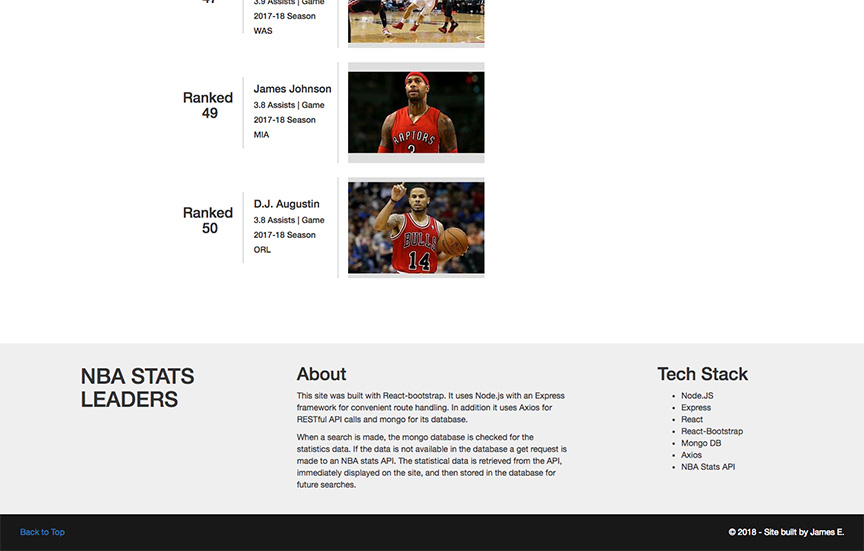 47
3.9 Assists | Game
2017-18 Season
WAS
Ranked
49
James Johnson
3.8 Assists | Game
2017-18 Season
MIA
RAPTORS
3
Ranked
50
D.J. Augustin
3.8 Assists | Game
2017-18 Season
ORL
BULLS
14
NBA STATS
LEADERS
About
This site was built with React-bootstrap. It uses Node.js with an Express
framework for convenient route handling. In addition it uses Axios for
RESTful API calls and mongo for its database.
When a search is made, the mongo database is checked for the
statistics data. If the data is not available in the database a get request is
made to an NBA stats API. The statistical data is retrieved from the API,
immediately displayed on the site, and then stored in the database for
future searches.
Tech Stack
• Node.JS
• Express
• React
• React-Bootstrap
• Mongo DB
• Axios
• NBA Stats API
Back to Top
© 2018 - Site built by James E.